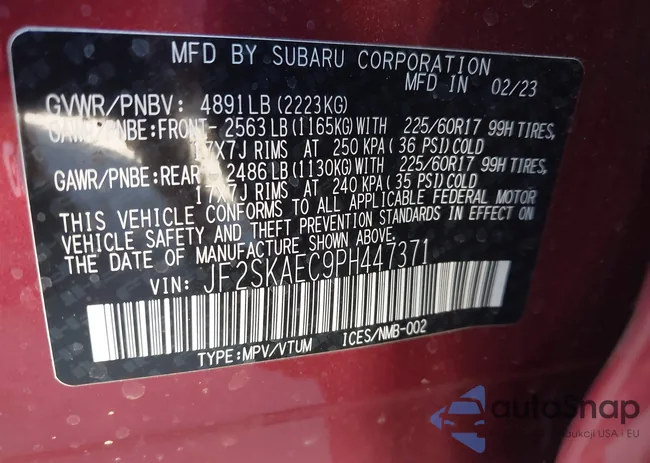 MFD BY SUBARU CORPORATION
MFD IN 02/23
GVWR/PNBV: 4891LB(2223KG)
GAWR/PNBE:FRONT- 2563LB(1165KG)WITH 225/60R17 99H TIRES,
17X7J RIMS AT 250 KPA(36 PSI)COLD
GAWR/PNBE:REAR - 2486LB(1130KG)WITH 225/60R17 99H TIRES,
17X7J RIMS AT 240 KPA(35 PSI)COLD
THIS VEHICLE CONFORMS TO ALL APPLICABLE FEDERAL MOTOR
VEHICLE SAFETY AND THEFT PREVENTION STANDARDS IN EFFECT ON
THE DATE OF MANUFACTURE SHOWN ABOVE.
VIN: JF2SKAEC9PH447371
TYPE:MPV/VTUM ICES/NMB-002
autoSnap
aukcji USA i EU